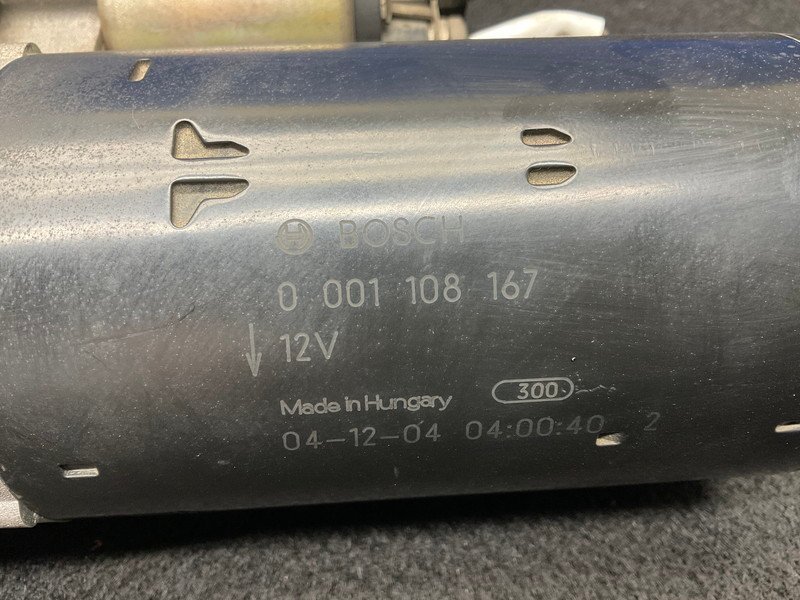 BOSCH
0 001 108 167
12V
Made in Hungary 300
04-12-04 04:00:40 2